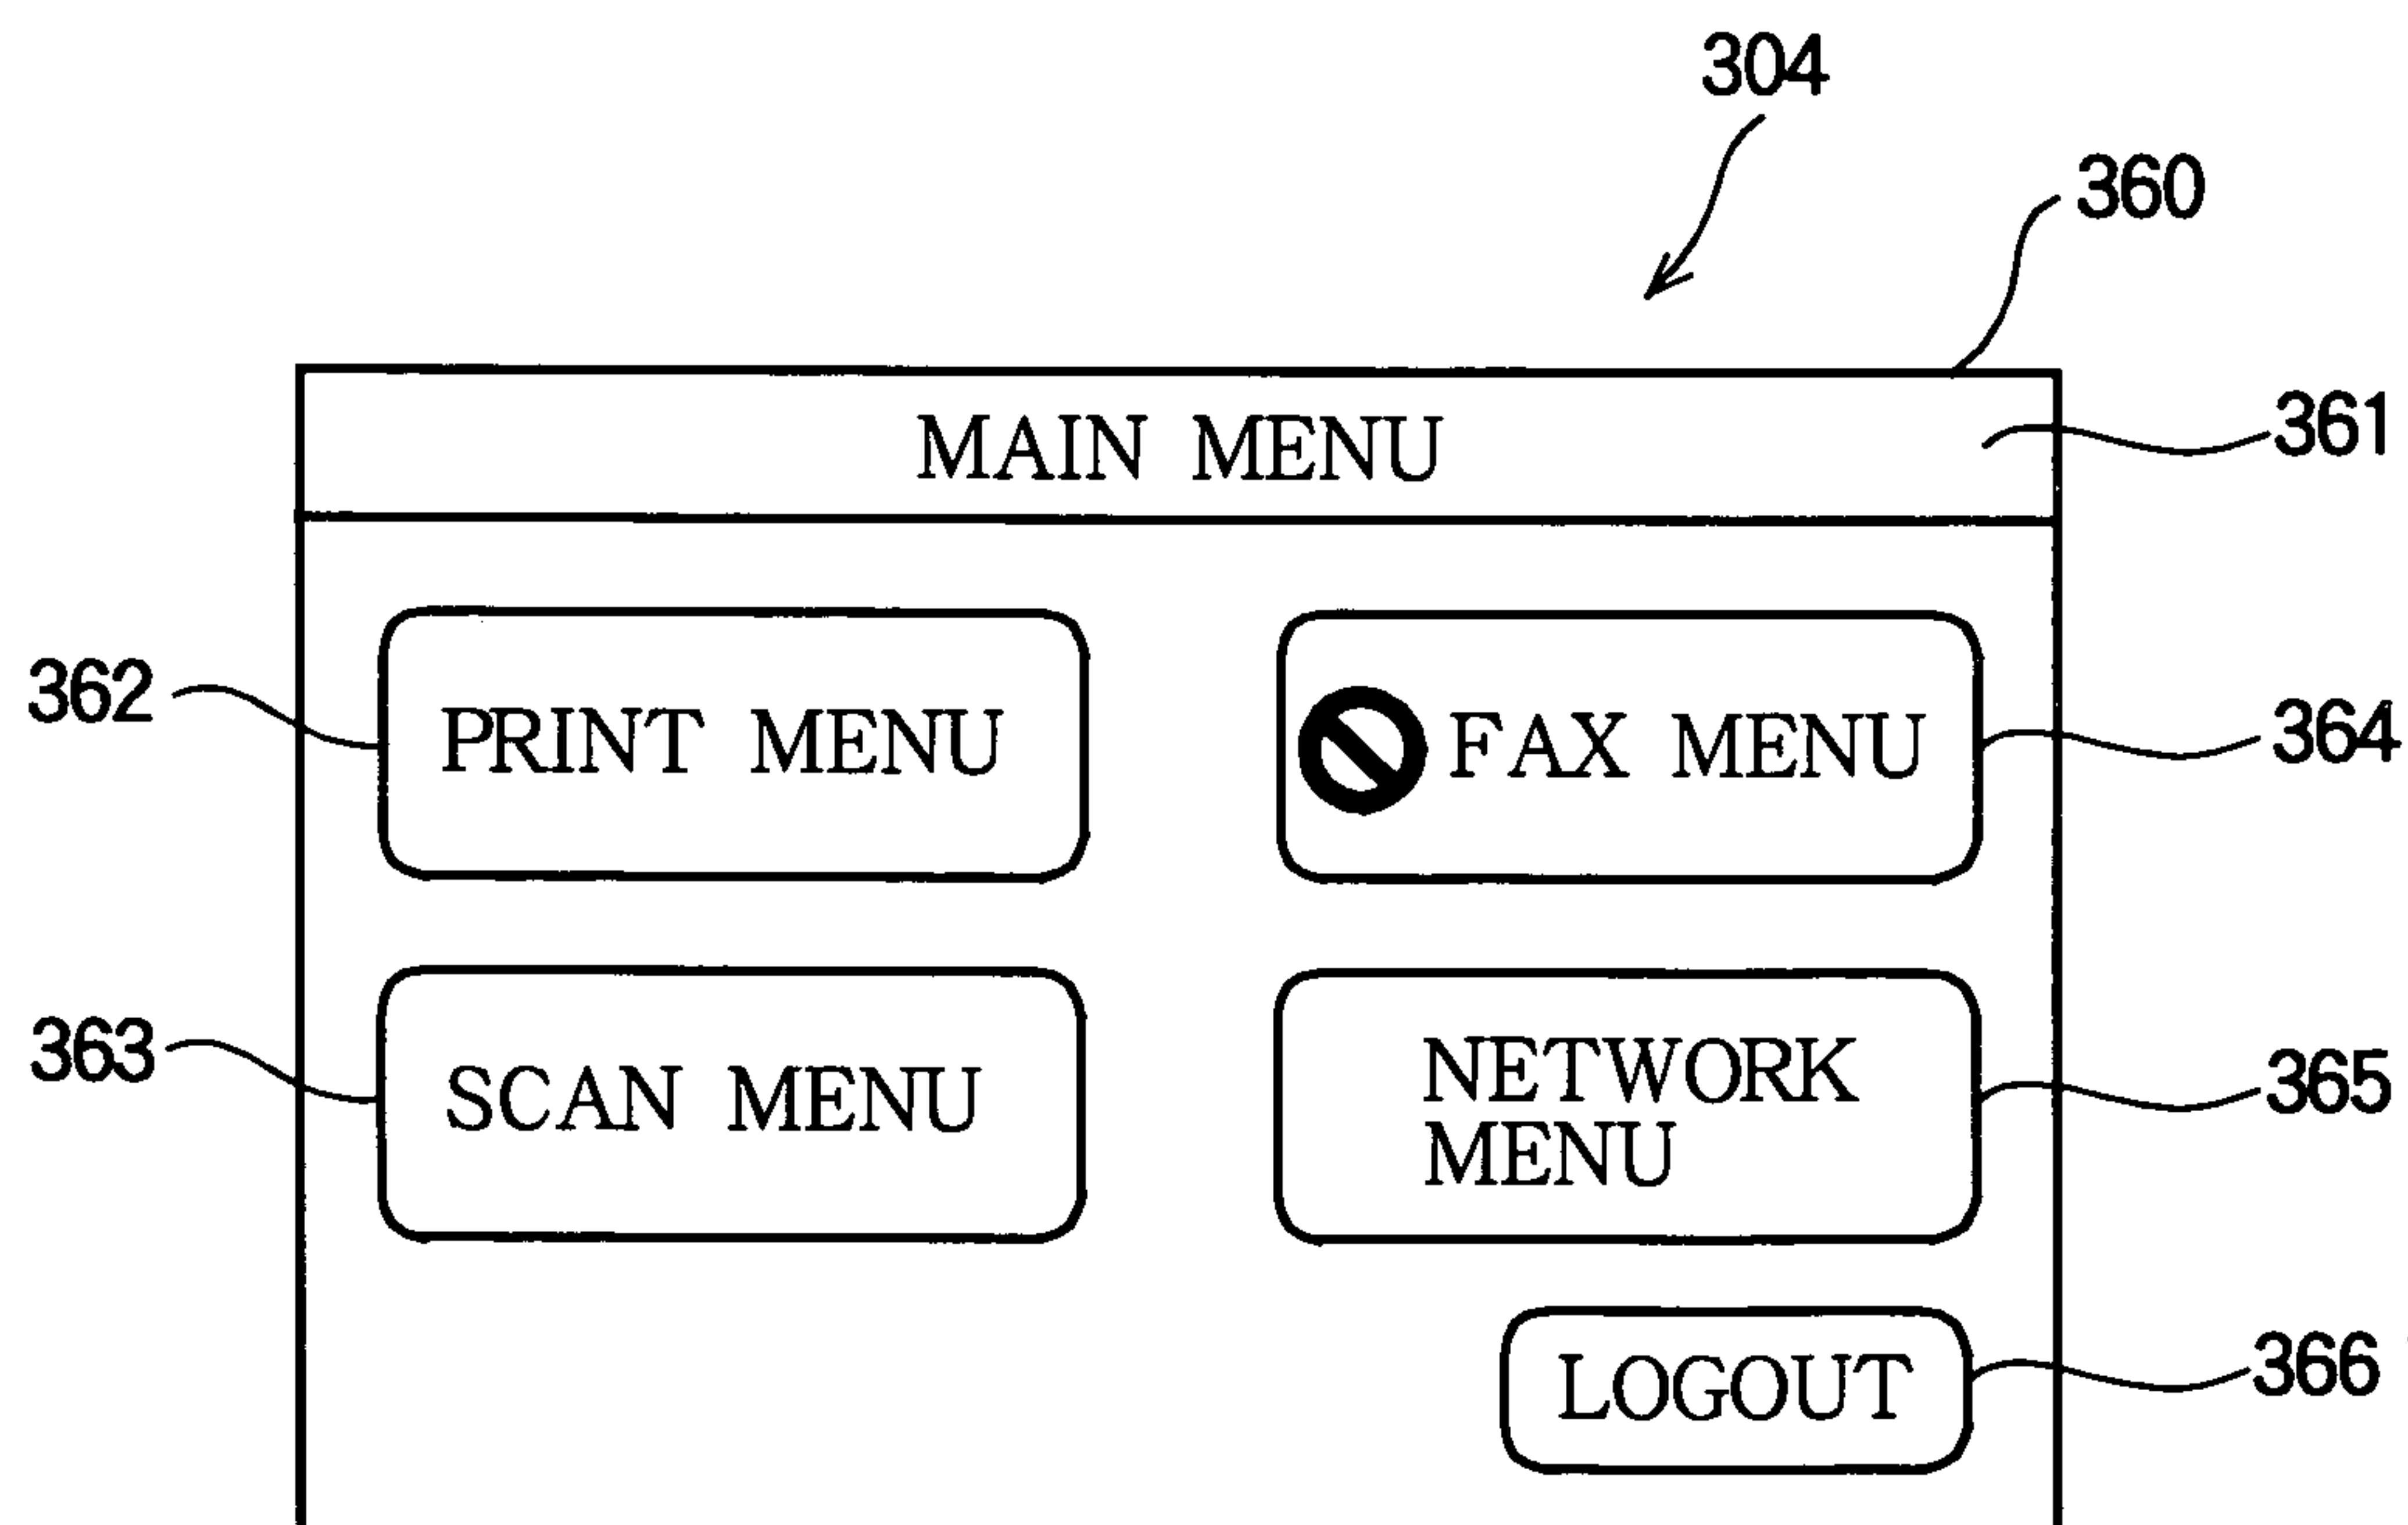 304
360
MAIN MENU
361
362
PRINT MENU
FAX MENU
364
363
SCAN MENU
NETWORK
MENU
365
LOGOUT
366